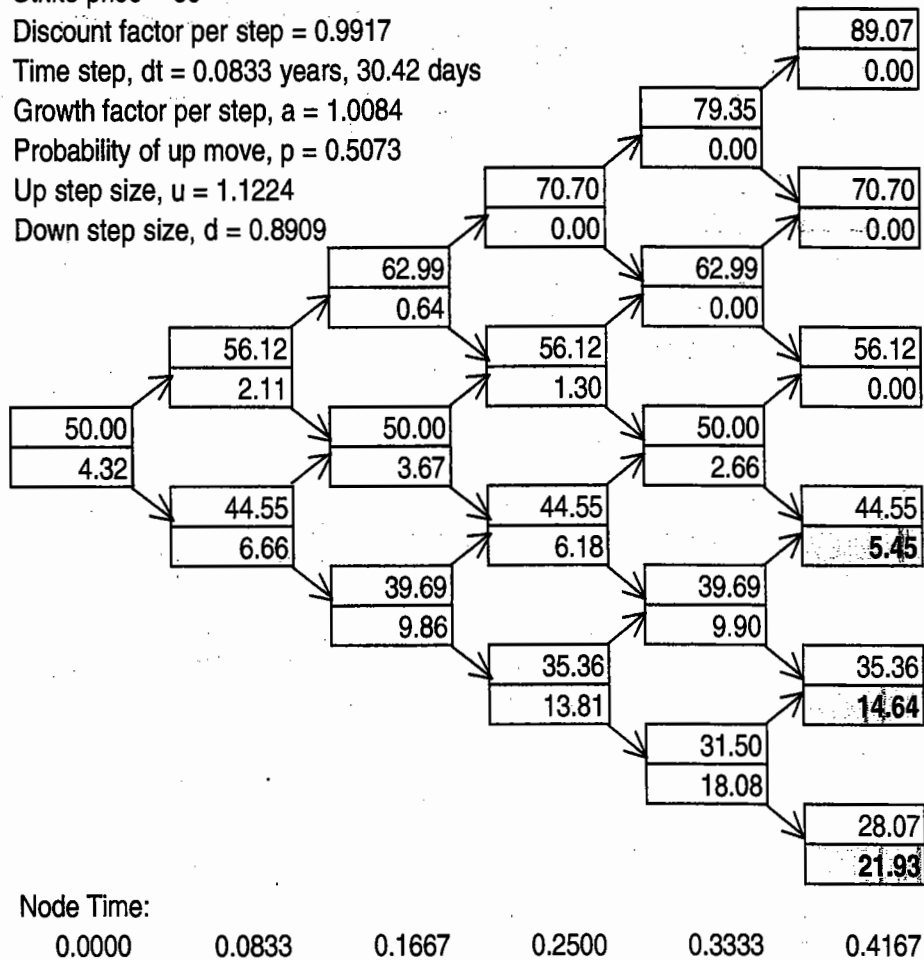 Strike price = 50
Discount factor per step = 0.9917 89.07
Time step, dt = 0.0833 years, 30.42 days 0.00
Growth factor per step, a = 1.0084 79.35
Probability of up move, p = 0.5073 0.00
Up step size, u = 1.1224 70.70 70.70
Down step size, d = 0.8909 0.00 0.00
62.99 62.99
0.64 0.00
56.12 56.12 56.12
2.11 1.30 0.00
50.00 50.00 50.00
4.32 3.67 2.66
44.55 44.55 44.55
6.66 6.18 5.45
39.69 39.69
9.86 9.90
35.36 35.36
13.81 14.64
31.50
18.08
28.07
21.93
Node Time:
0.0000 0.0833 0.1667 0.2500 0.3333 0.4167